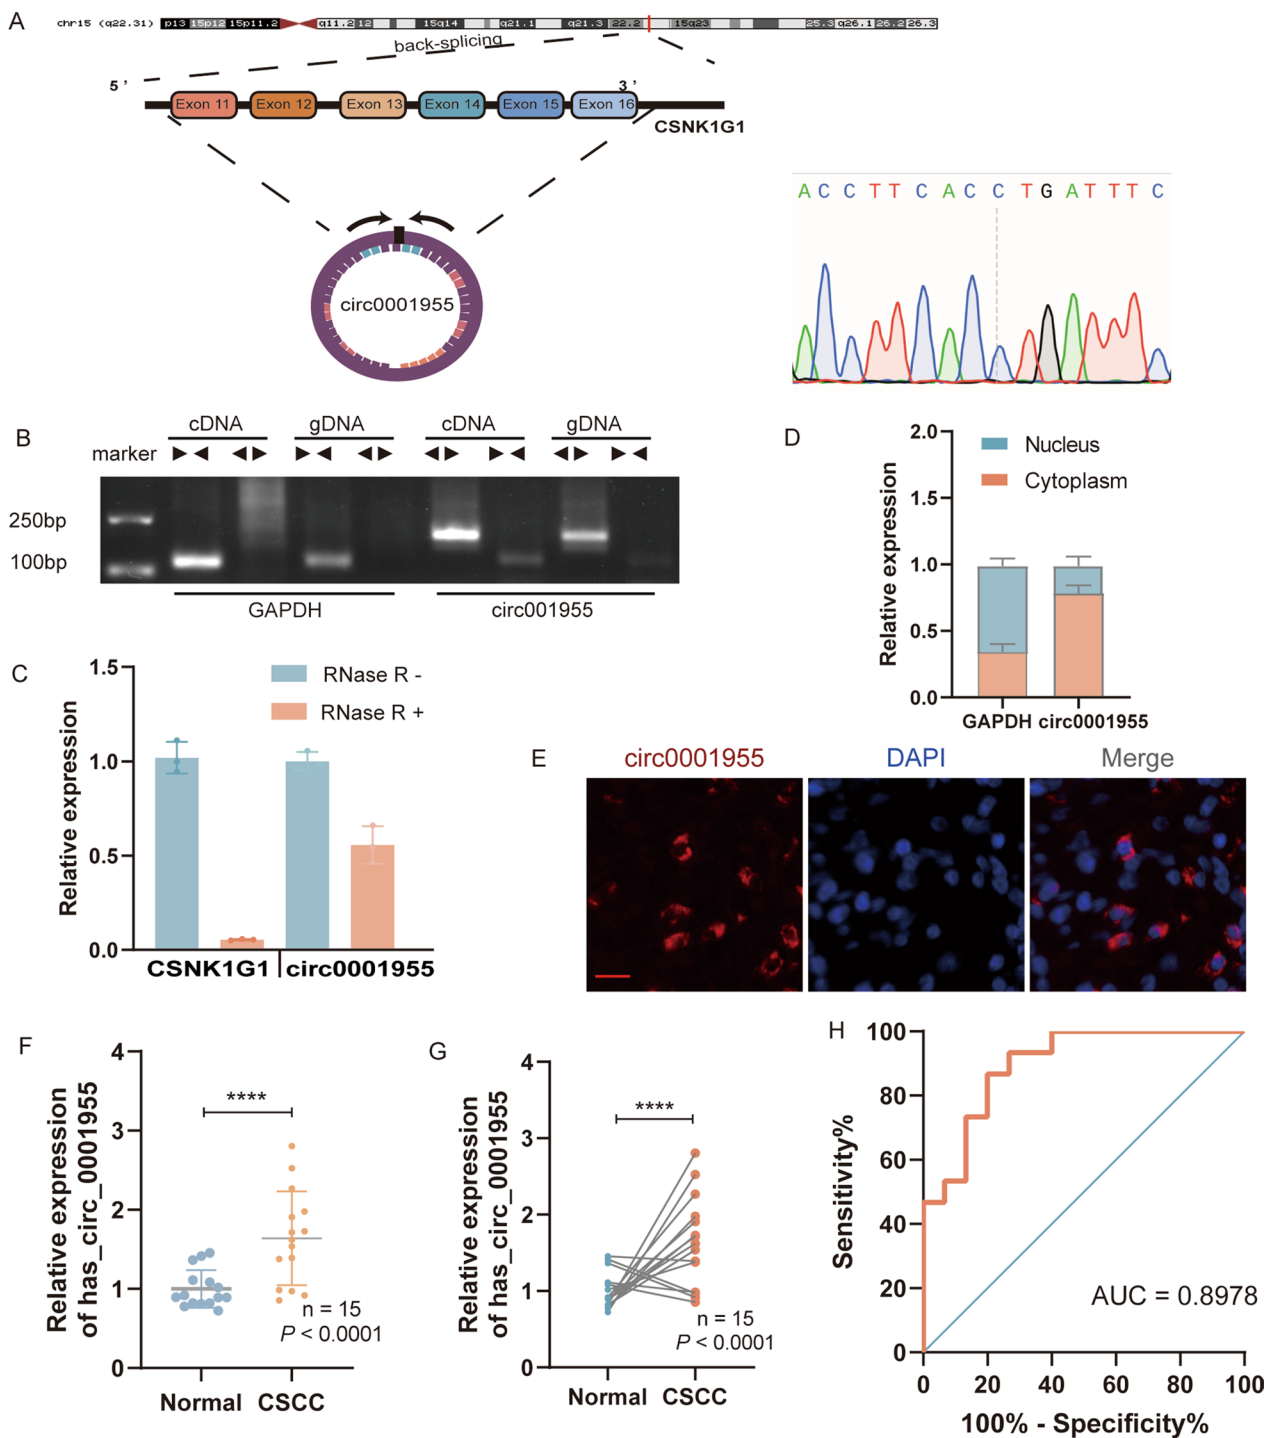 A
chr15 (q22.31)
p13 15p12 15p11.2 q11.2 12 15q14 q21.1 q21.3 22.2 15q23 25.3 q26.1 26.2 26.3
back-splicing
5 ’
3 ’
Exon 11 Exon 12 Exon 13 Exon 14 Exon 15 Exon 16
CSNK1G1
circ0001955
A C C T T C A C C T G A T T T C
B
cDNA gDNA cDNA gDNA
marker
250bp
100bp
GAPDH circ001955
C
1.5
1.0
0.5
0.0
Relative expression
RNase R -
RNase R +
CSNK1G1 circ0001955
D
2.0
1.5
1.0
0.5
0.0
Relative expression
Nucleus
Cytoplasm
GAPDH circ0001955
E
circ0001955 DAPI Merge
F
4
3
2
1
0
Relative expression
of has_circ_0001955
****
n = 15
P < 0.0001
Normal CSCC
G
4
3
2
1
0
Relative expression
of has_circ_0001955
****
n = 15
P < 0.0001
Normal CSCC
H
100
80
60
40
20
0
Sensitivity%
AUC = 0.8978
0 20 40 60 80 100
100% - Specificity%